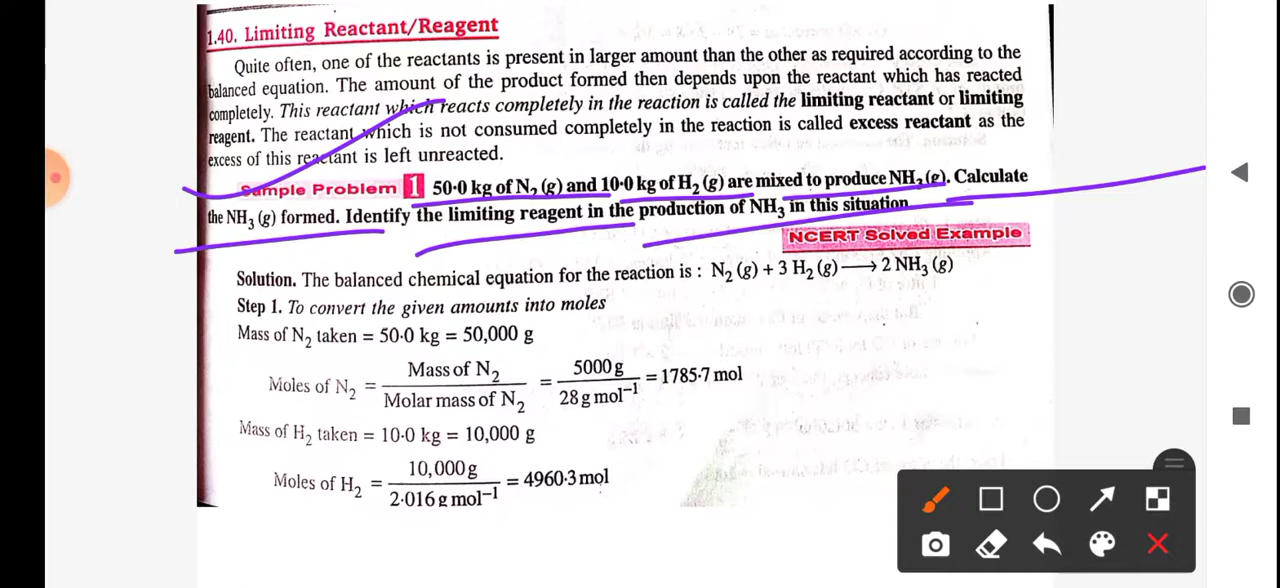 1.40. Limiting Reactant/Reagent
Quite often, one of the reactants is present in larger amount than the other as required according to the
balanced equation. The amount of the product formed then depends upon the reactant which has reacted
completely. This reactant which reacts completely in the reaction is called the limiting reactant or limiting
reagent. The reactant which is not consumed completely in the reaction is called excess reactant as the
excess of this reactant is left unreacted.
Sample Problem 1 50·0 kg of N₂ (g) and 10·0 kg of H₂ (g) are mixed to produce NH₃ (g). Calculate
the NH₃ (g) formed. Identify the limiting reagent in the production of NH₃ in this situation.
NCERT Solved Example
Solution. The balanced chemical equation for the reaction is : N₂ (g) + 3 H₂ (g) ⟶ 2 NH₃ (g)
Step 1. To convert the given amounts into moles
Mass of N₂ taken = 50·0 kg = 50,000 g
Moles of N₂ = Mass of N₂ / Molar mass of N₂ = 5000 g / 28 g mol⁻¹ = 1785·7 mol
Mass of H₂ taken = 10·0 kg = 10,000 g
Moles of H₂ = 10,000 g / 2·016 g mol⁻¹ = 4960·3 mol